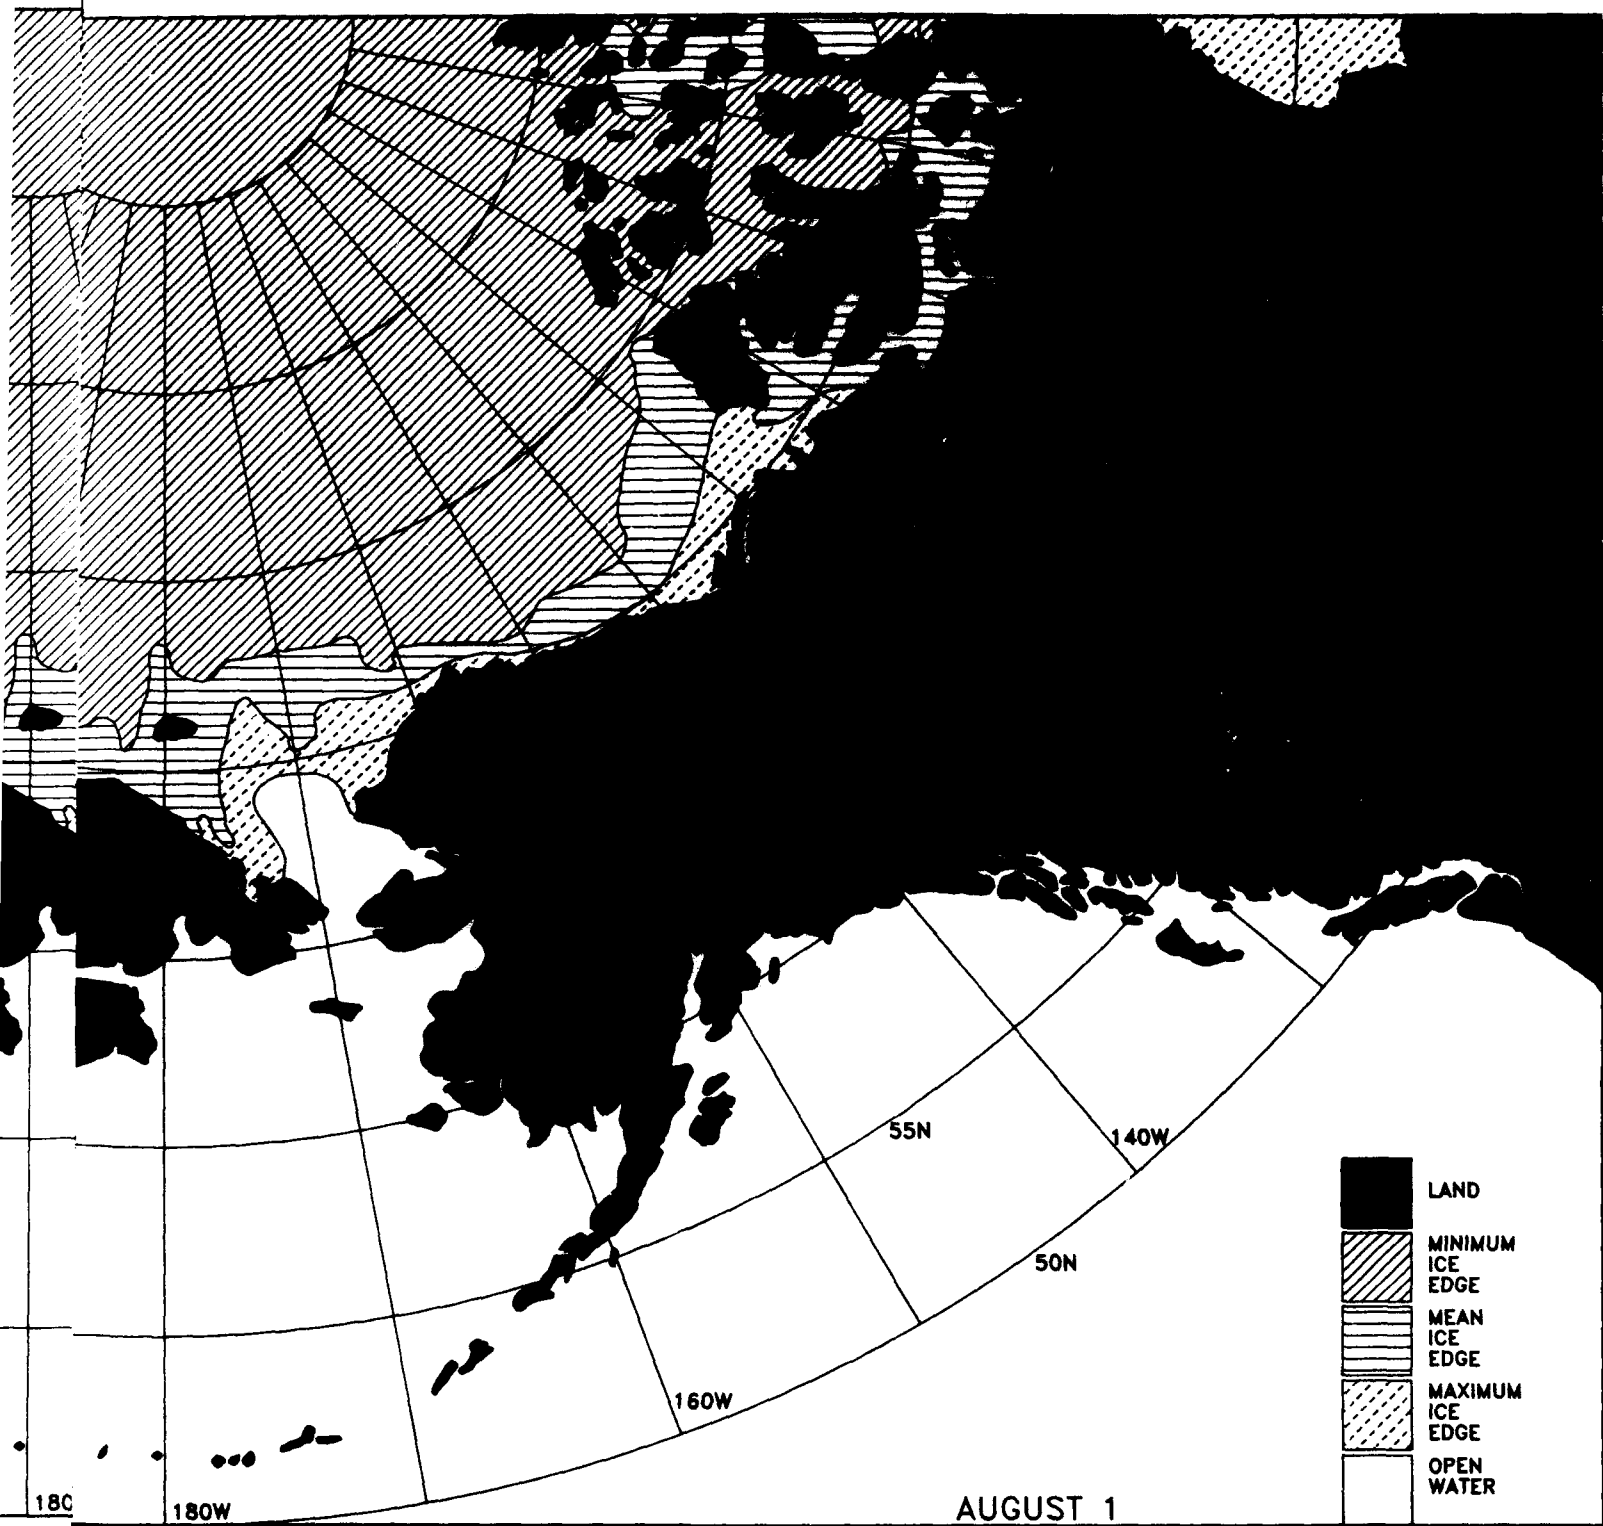 55N
140W
50N
160W
180
180W
AUGUST 1
LAND
MINIMUM
ICE
EDGE
MEAN
ICE
EDGE
MAXIMUM
ICE
EDGE
OPEN
WATER